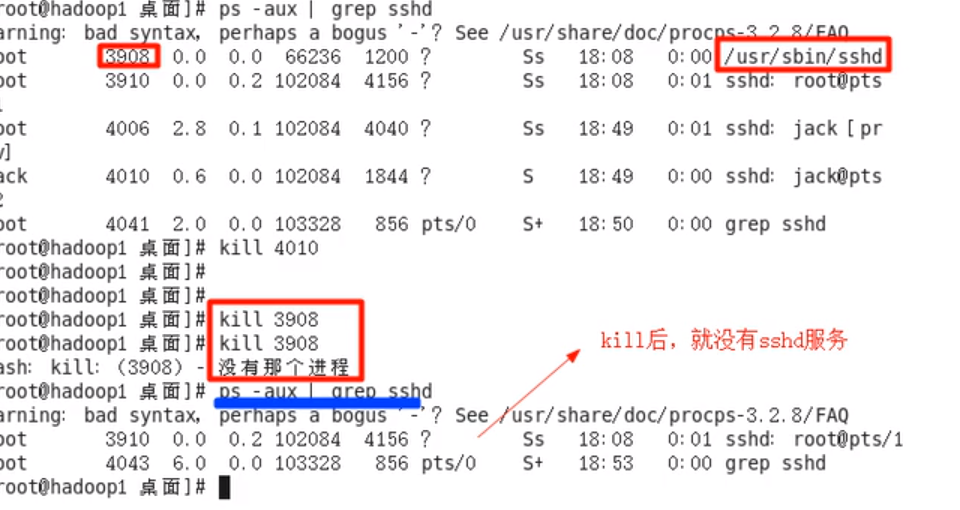 root@hadoop1 桌面]# ps -aux | grep sshd
arning: bad syntax, perhaps a bogus '-'? See /usr/share/doc/procps-3.2.8/FAQ
oot 3908 0.0 0.0 66236 1200 ? Ss 18:08 0:00 /usr/sbin/sshd
oot 3910 0.0 0.2 102084 4156 ? Ss 18:08 0:01 sshd: root@pts
1
oot 4006 2.8 0.1 102084 4040 ? Ss 18:49 0:01 sshd: jack [pr
v]
ack 4010 0.6 0.0 102084 1844 ? S 18:49 0:00 sshd: jack@pts
2
oot 4041 2.0 0.0 103328 856 pts/0 S+ 18:50 0:00 grep sshd
root@hadoop1 桌面]# kill 4010
root@hadoop1 桌面]#
root@hadoop1 桌面]#
root@hadoop1 桌面]# kill 3908
root@hadoop1 桌面]# kill 3908
kill后，就没有sshd服务
ash: kill: (3908) - 没有那个进程
root@hadoop1 桌面]# ps -aux | grep sshd
arning: bad syntax, perhaps a bogus '-'? See /usr/share/doc/procps-3.2.8/FAQ
oot 3910 0.0 0.2 102084 4156 ? Ss 18:08 0:01 sshd: root@pts/1
oot 4043 6.0 0.0 103328 856 pts/0 S+ 18:53 0:00 grep sshd
root@hadoop1 桌面]#